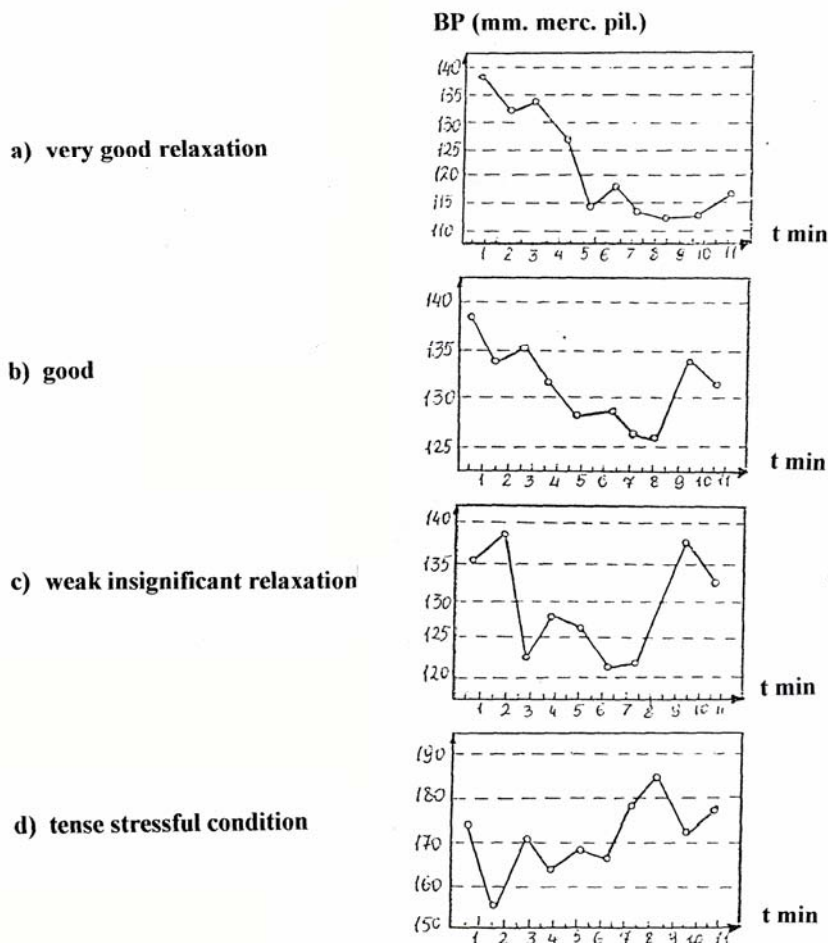 BP (mm. merc. pil.)
a) very good relaxation
140
135
130
125
120
115
110
1 2 3 4 5 6 7 8 9 10 11
t min
b) good
140
135
130
125
1 2 3 4 5 6 7 8 9 10 11
t min
c) weak insignificant relaxation
140
135
130
125
120
1 2 3 4 5 6 7 8 9 10 11
t min
d) tense stressful condition
190
180
170
160
150
1 2 3 4 5 6 7 8 9 10 11
t min